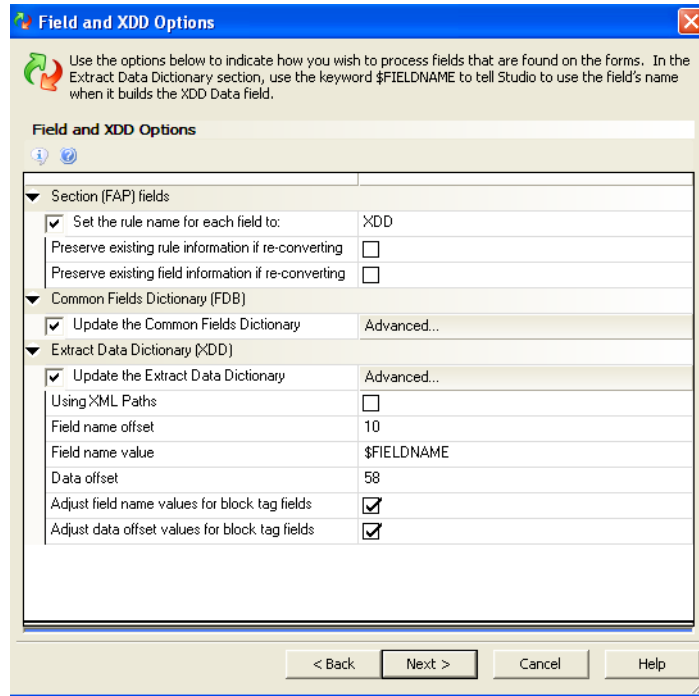 Field and XDD Options
Use the options below to indicate how you wish to process fields that are found on the forms. In the
Extract Data Dictionary section, use the keyword $FIELDNAME to tell Studio to use the field's name
when it builds the XDD Data field.
Field and XDD Options
Section (FAP) fields
Set the rule name for each field to: XDD
Preserve existing rule information if re-converting
Preserve existing field information if re-converting
Common Fields Dictionary (FDB)
Update the Common Fields Dictionary Advanced...
Extract Data Dictionary (XDD)
Update the Extract Data Dictionary Advanced...
Using XML Paths
Field name offset 10
Field name value $FIELDNAME
Data offset 58
Adjust field name values for block tag fields
Adjust data offset values for block tag fields
< Back Next > Cancel Help